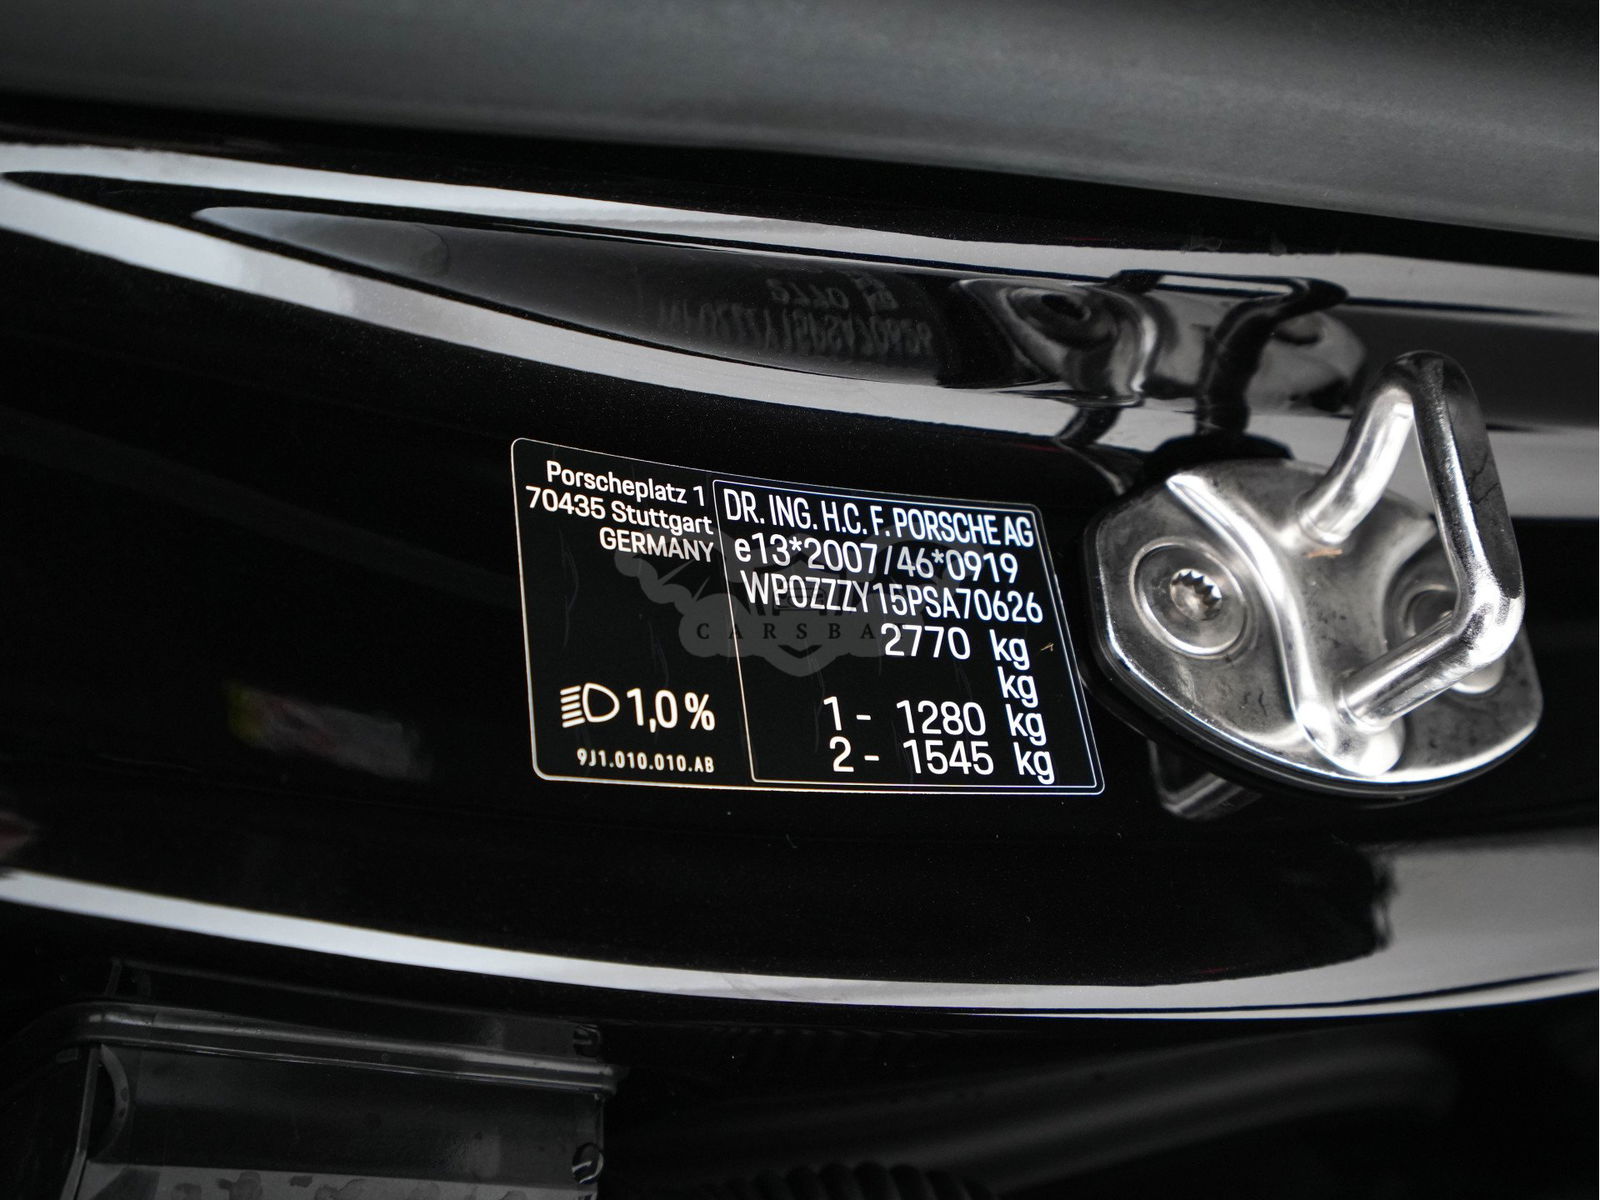 Porscheplatz 1
70435 Stuttgart
GERMANY
1,0 %
9J1.010.010.AB
DR. ING. H.C. F. PORSCHE AG
e13*2007/46*0919
WP0ZZZY15PSA70626
2770 kg
kg
1 - 1280 kg
2 - 1545 kg